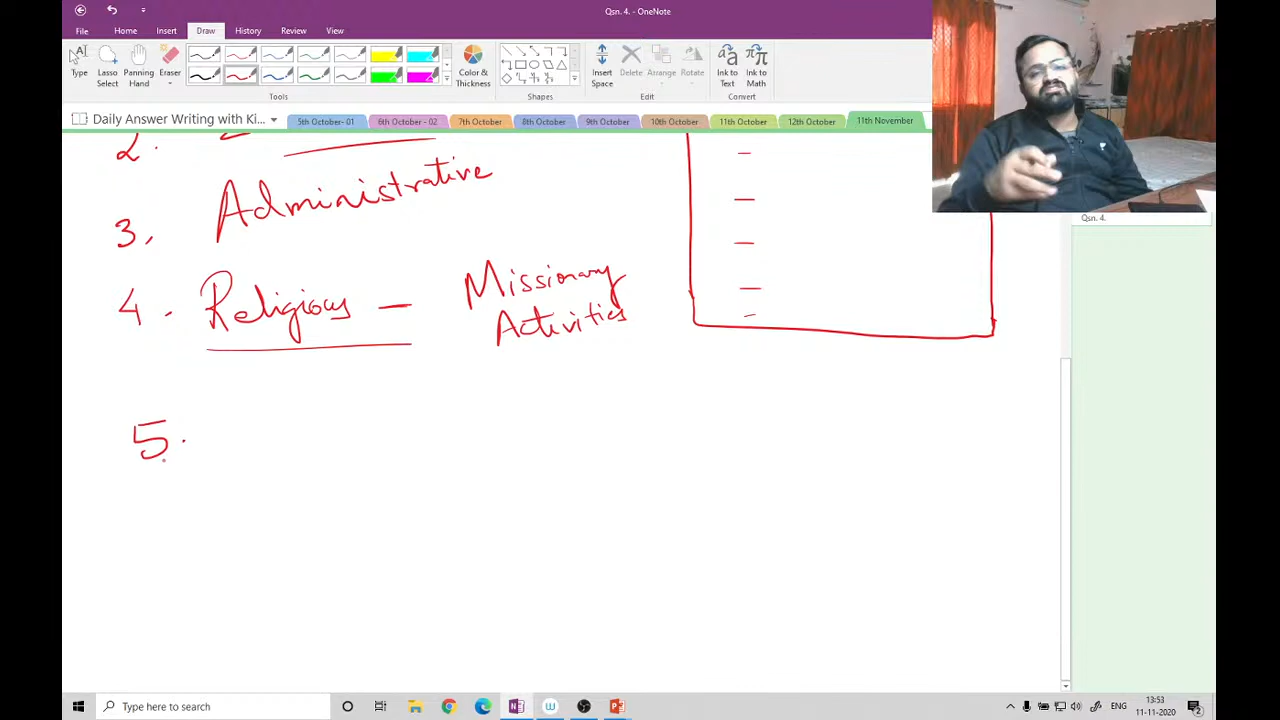 Qsn. 4. - OneNote
File Home Insert Draw History Review View
Type
Lasso Select
Panning Hand
Eraser
Color & Thickness
Insert Space
Delete
Arrange
Rotate
Ink to Text
Ink to Math
Tools
Shapes
Edit
Convert
Daily Answer Writing with Ki...
5th October- 01
6th October - 02
7th October
8th October
9th October
10th October
11th October
12th October
11th November
Qsn. 4.
2.
3. Administrative
4. Religious - Missionary
Activities
5.
Type here to search
ENG
13:53
11-11-2020
2